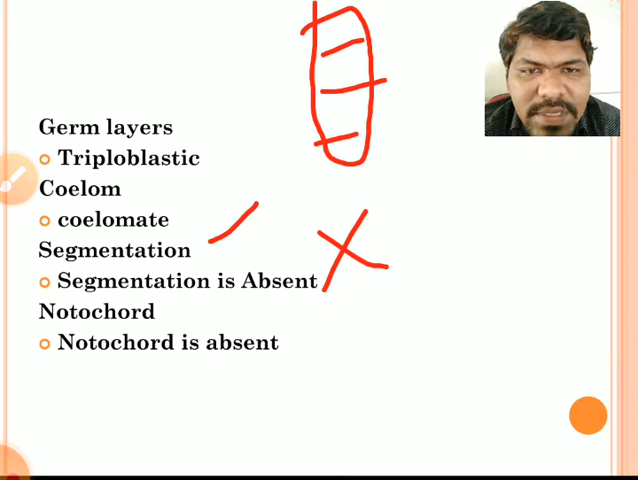 Germ layers
Triploblastic
Coelom
coelomate
Segmentation
Segmentation is Absent
Notochord
Notochord is absent